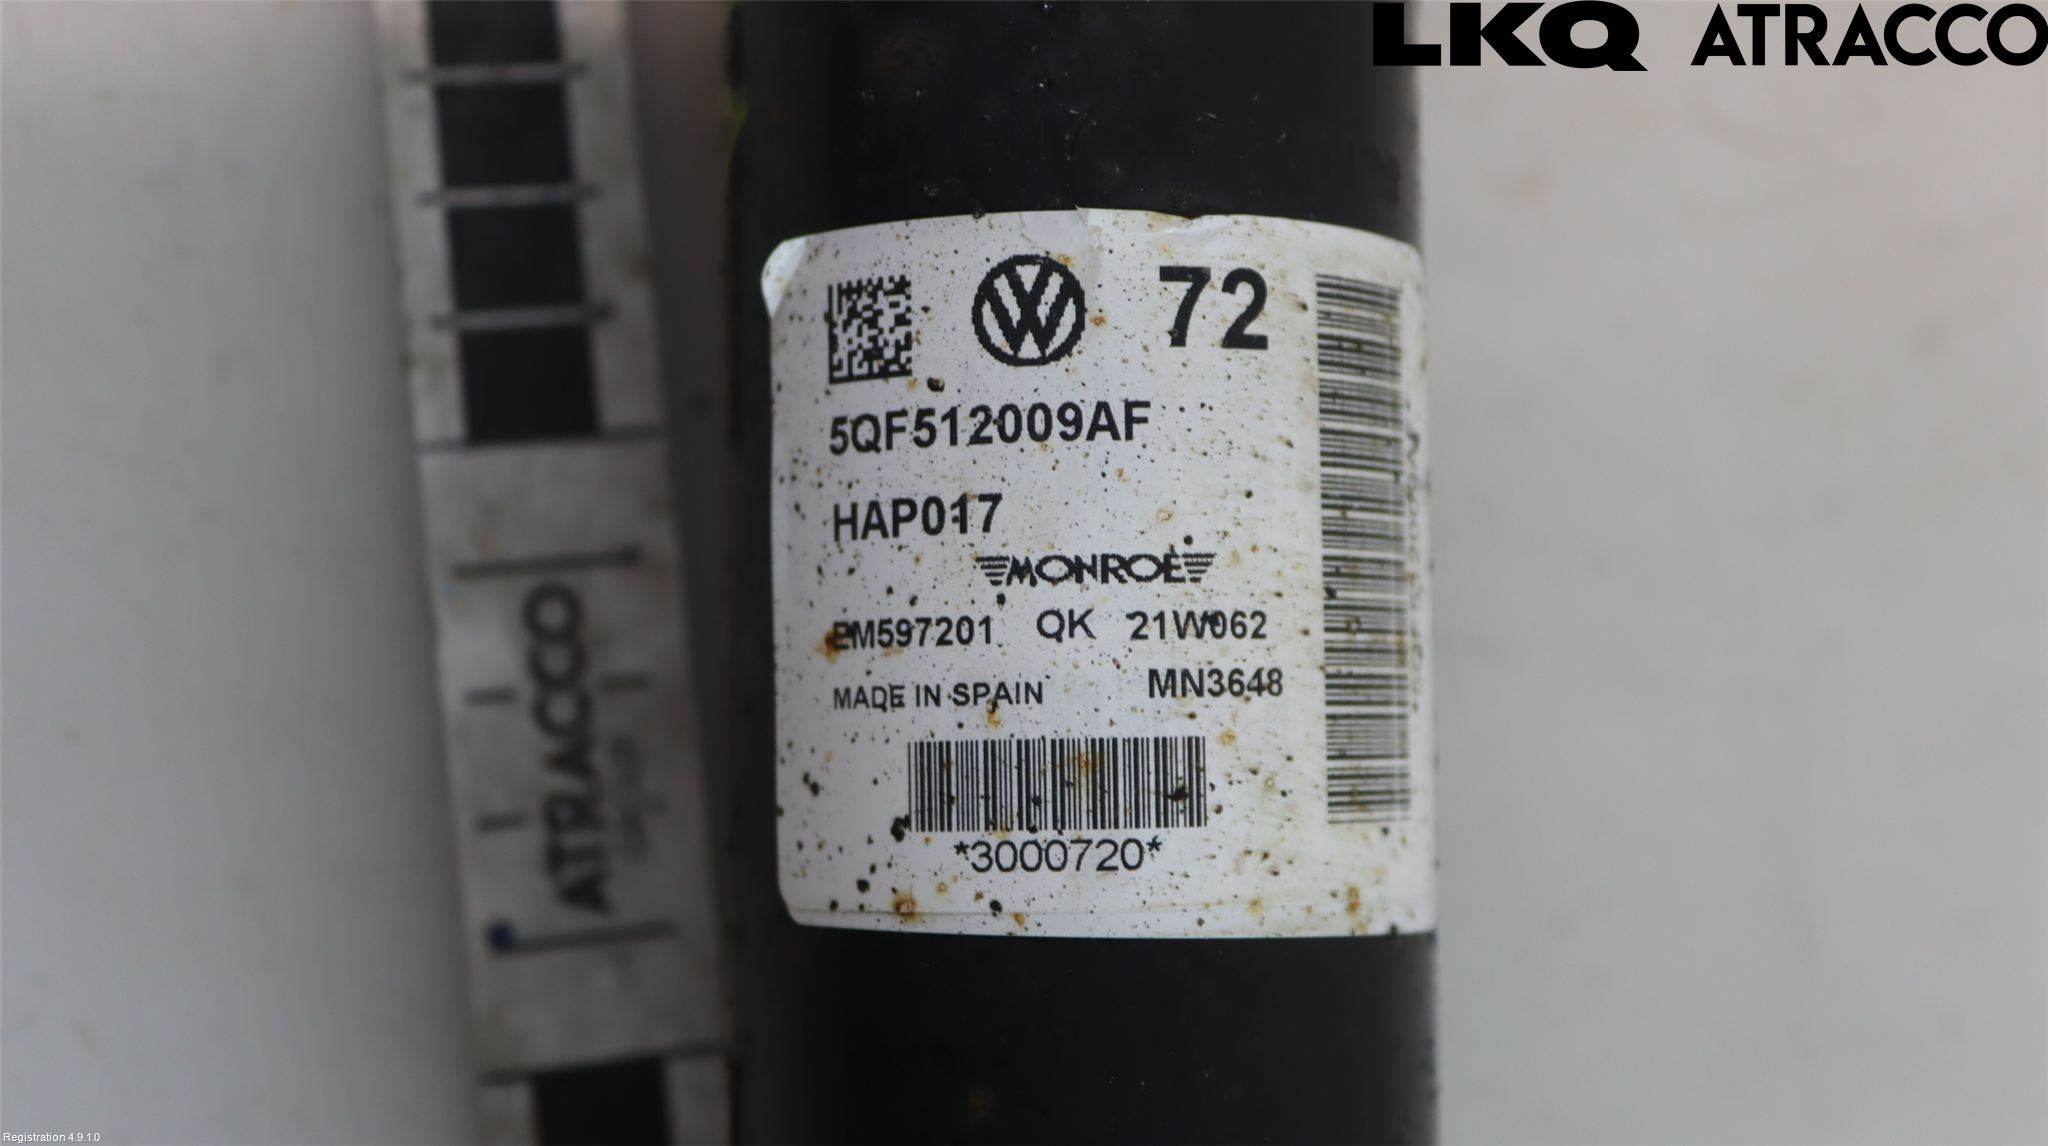 LKQ ATRACCO
72
5QF512009AF
HAP017
MONROE
QK 21W062
MADE IN SPAIN
MN3648
*3000720*
ATRACCO
Registration 4.9.1.0